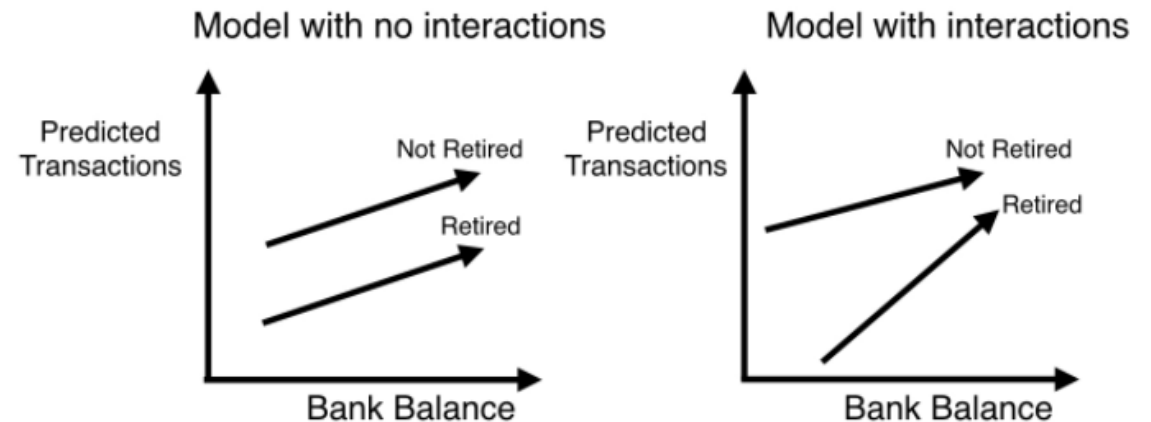 Model with no interactions
Predicted
Transactions
Not Retired
Retired
Bank Balance
Model with interactions
Predicted
Transactions
Not Retired
Retired
Bank Balance